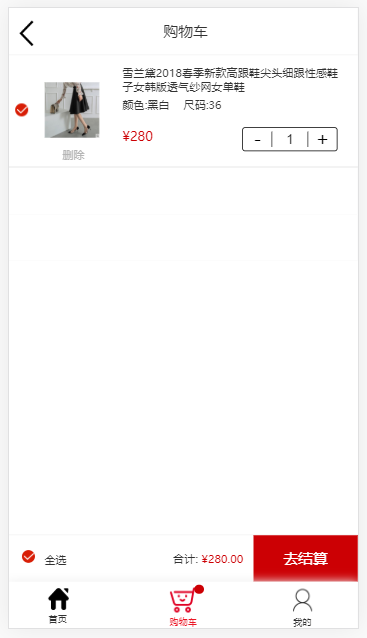 购物车
雪兰黛2018春季新款高跟鞋尖头细跟性感鞋
子女韩版透气纱网女单鞋
颜色:黑白 尺码:36
¥280
- 1 +
删除
全选
合计: ¥280.00
去结算
首页
购物车
我的